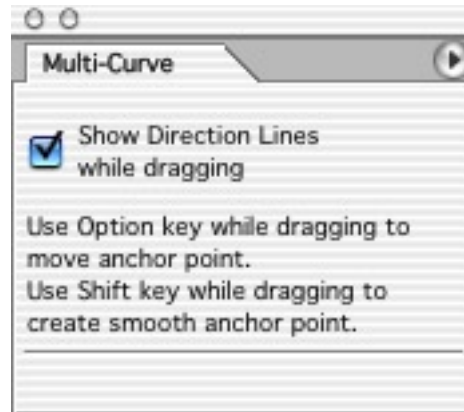 Multi-Curve
Show Direction Lines
while dragging
Use Option key while dragging to
move anchor point.
Use Shift key while dragging to
create smooth anchor point.